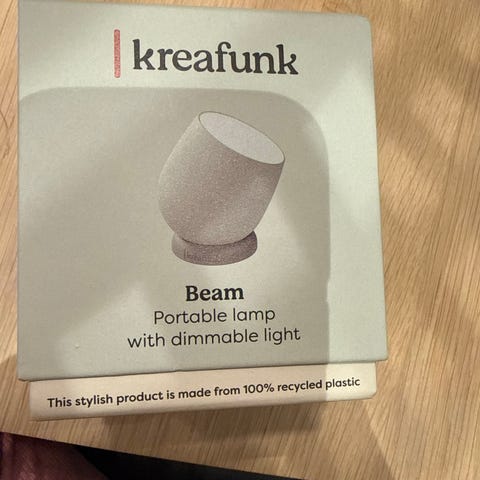 kreafunk
Beam
Portable lamp
with dimmable light
This stylish product is made from 100% recycled plastic